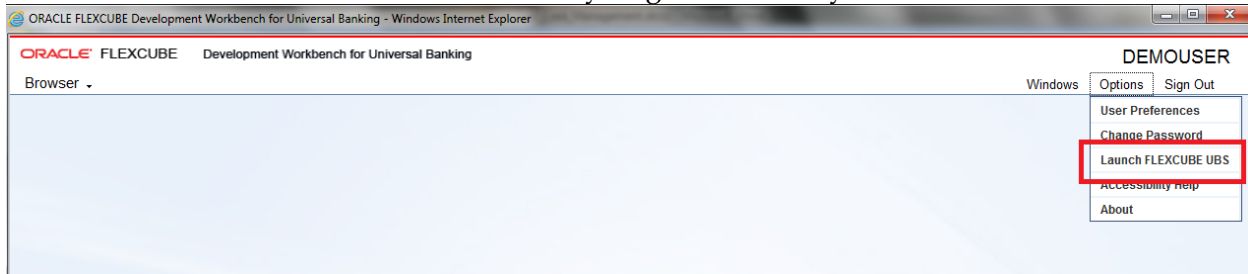 ORACLE FLEXCUBE Development Workbench for Universal Banking - Windows Internet Explorer
ORACLE FLEXCUBE Development Workbench for Universal Banking DEMOUSER
Browser Windows Options Sign Out
User Preferences
Change Password
Launch FLEXCUBE UBS
Accessibility Help
About